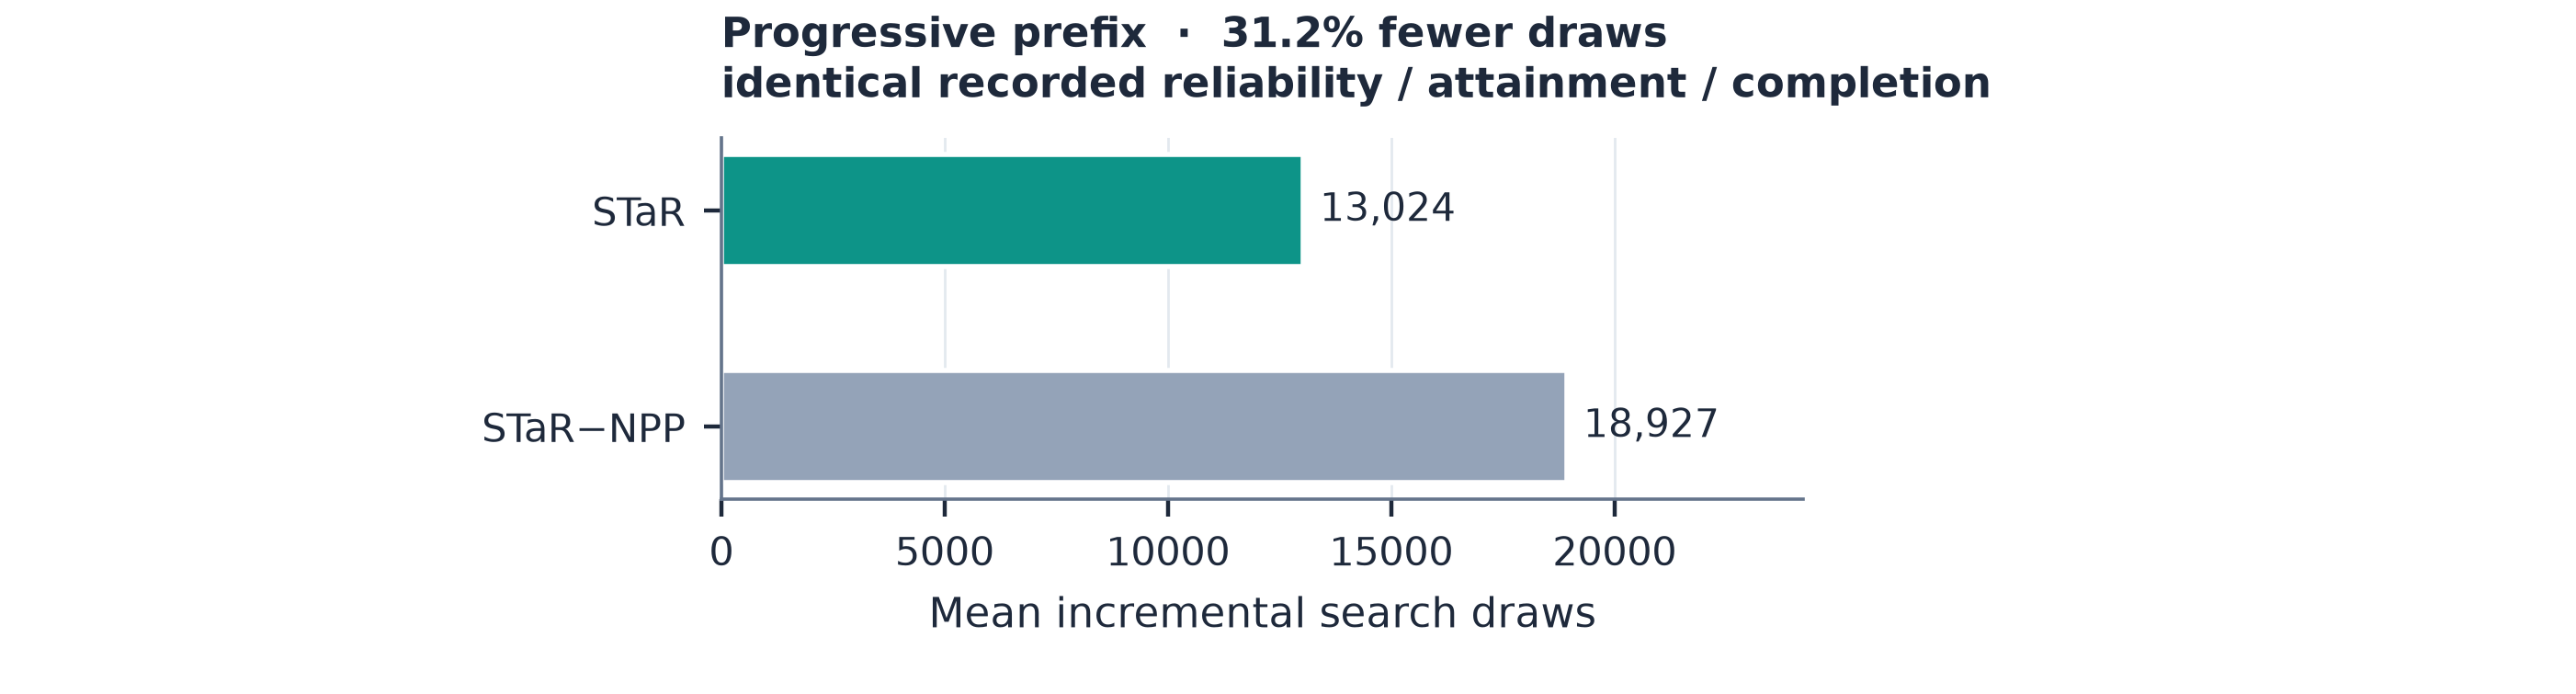 Progressive prefix · 31.2% fewer draws
identical recorded reliability / attainment / completion
STaR
13,024
STaR−NPP
18,927
0 5000 10000 15000 20000
Mean incremental search draws